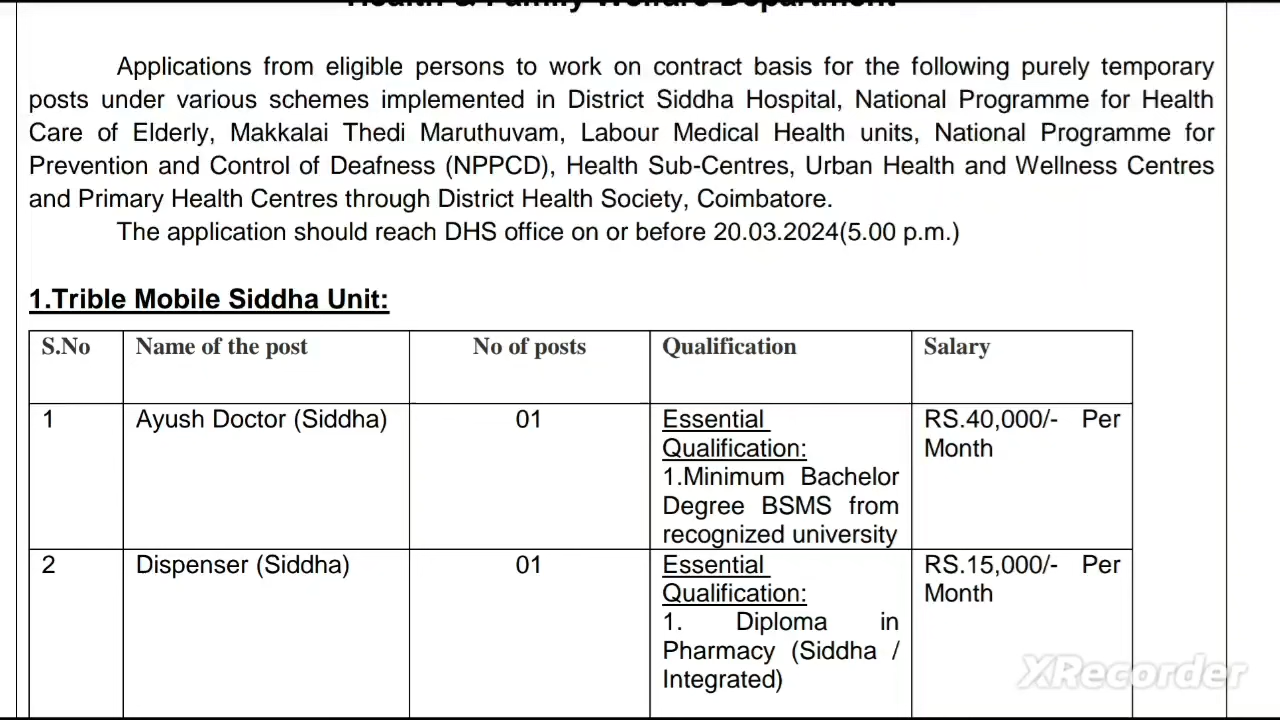 Health & Family Welfare Department
Applications from eligible persons to work on contract basis for the following purely temporary
posts under various schemes implemented in District Siddha Hospital, National Programme for Health
Care of Elderly, Makkalai Thedi Maruthuvam, Labour Medical Health units, National Programme for
Prevention and Control of Deafness (NPPCD), Health Sub-Centres, Urban Health and Wellness Centres
and Primary Health Centres through District Health Society, Coimbatore.
The application should reach DHS office on or before 20.03.2024(5.00 p.m.)
1.Trible Mobile Siddha Unit:
S.No Name of the post No of posts Qualification Salary
1 Ayush Doctor (Siddha) 01 Essential RS.40,000/- Per
Qualification: Month
1.Minimum Bachelor
Degree BSMS from
recognized university
2 Dispenser (Siddha) 01 Essential RS.15,000/- Per
Qualification: Month
1. Diploma in
Pharmacy (Siddha /
Integrated)
XRecorder